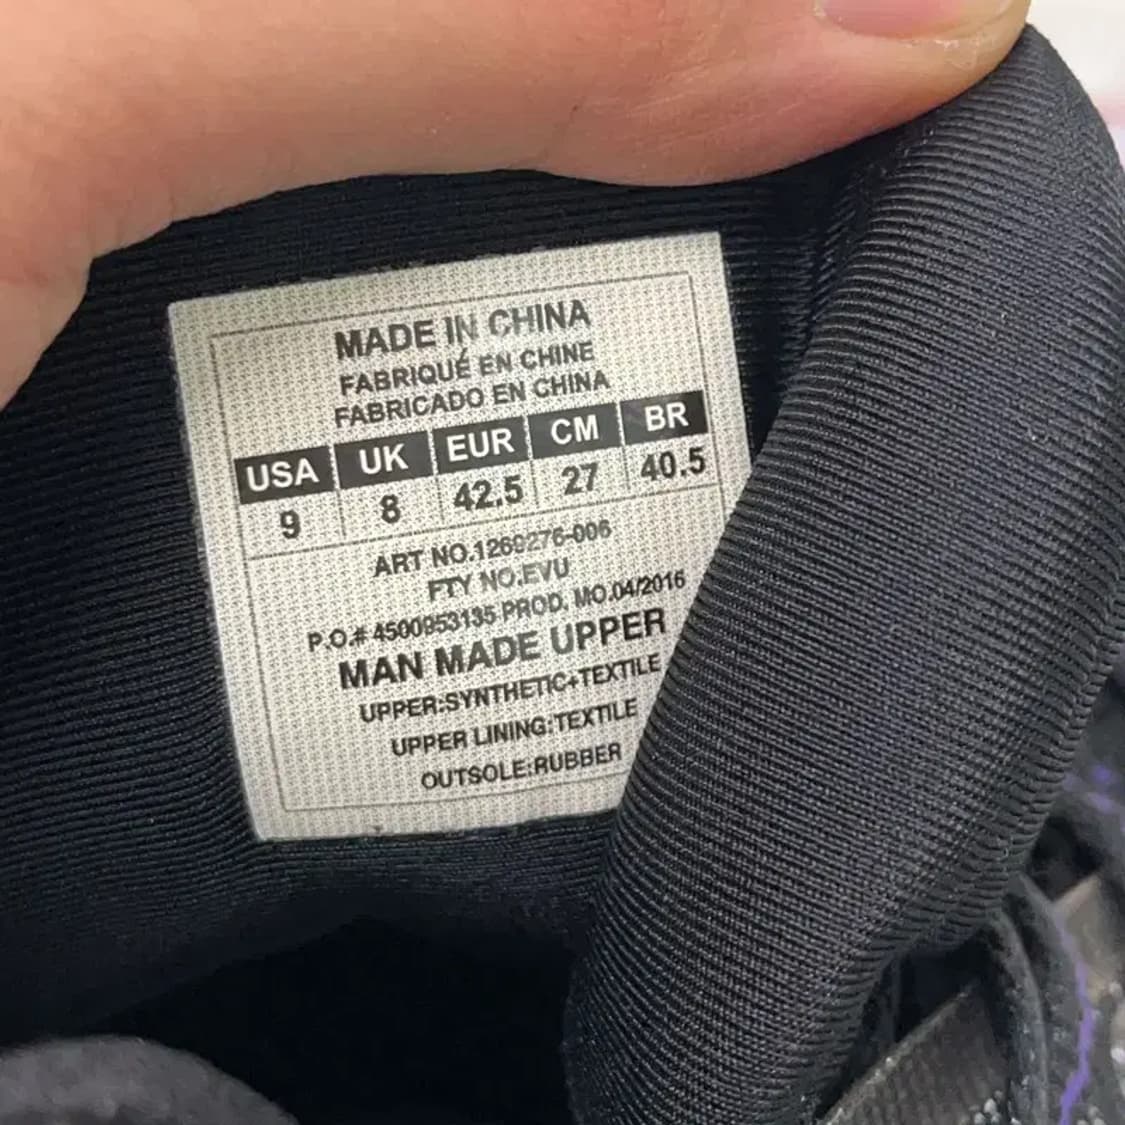 MADE IN CHINA
FABRIQUÉ EN CHINE
FABRICADO EN CHINA
USA UK EUR CM BR
9 8 42.5 27 40.5
ART NO.1269276-006
FTY NO.EVU
P.O.# 4500953135 PROD. MO.04/2016
MAN MADE UPPER
UPPER:SYNTHETIC+TEXTILE
UPPER LINING:TEXTILE
OUTSOLE:RUBBER